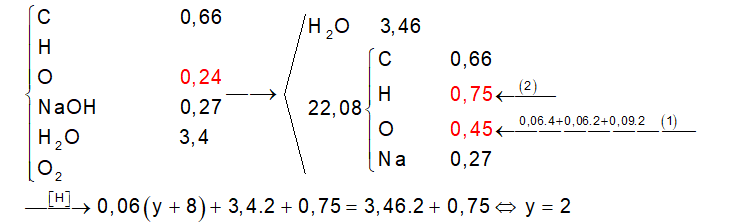 C 0,66
H
O 0,24
NaOH 0,27
H₂O 3,4
O₂
H₂O 3,46
22,08
C 0,66
H 0,75 (2)
O 0,45 0,06.4+0,06.2+0,09.2 (1)
Na 0,27
[H] → 0,06(y + 8) + 3,4.2 + 0,75 = 3,46.2 + 0,75 ⇔ y = 2